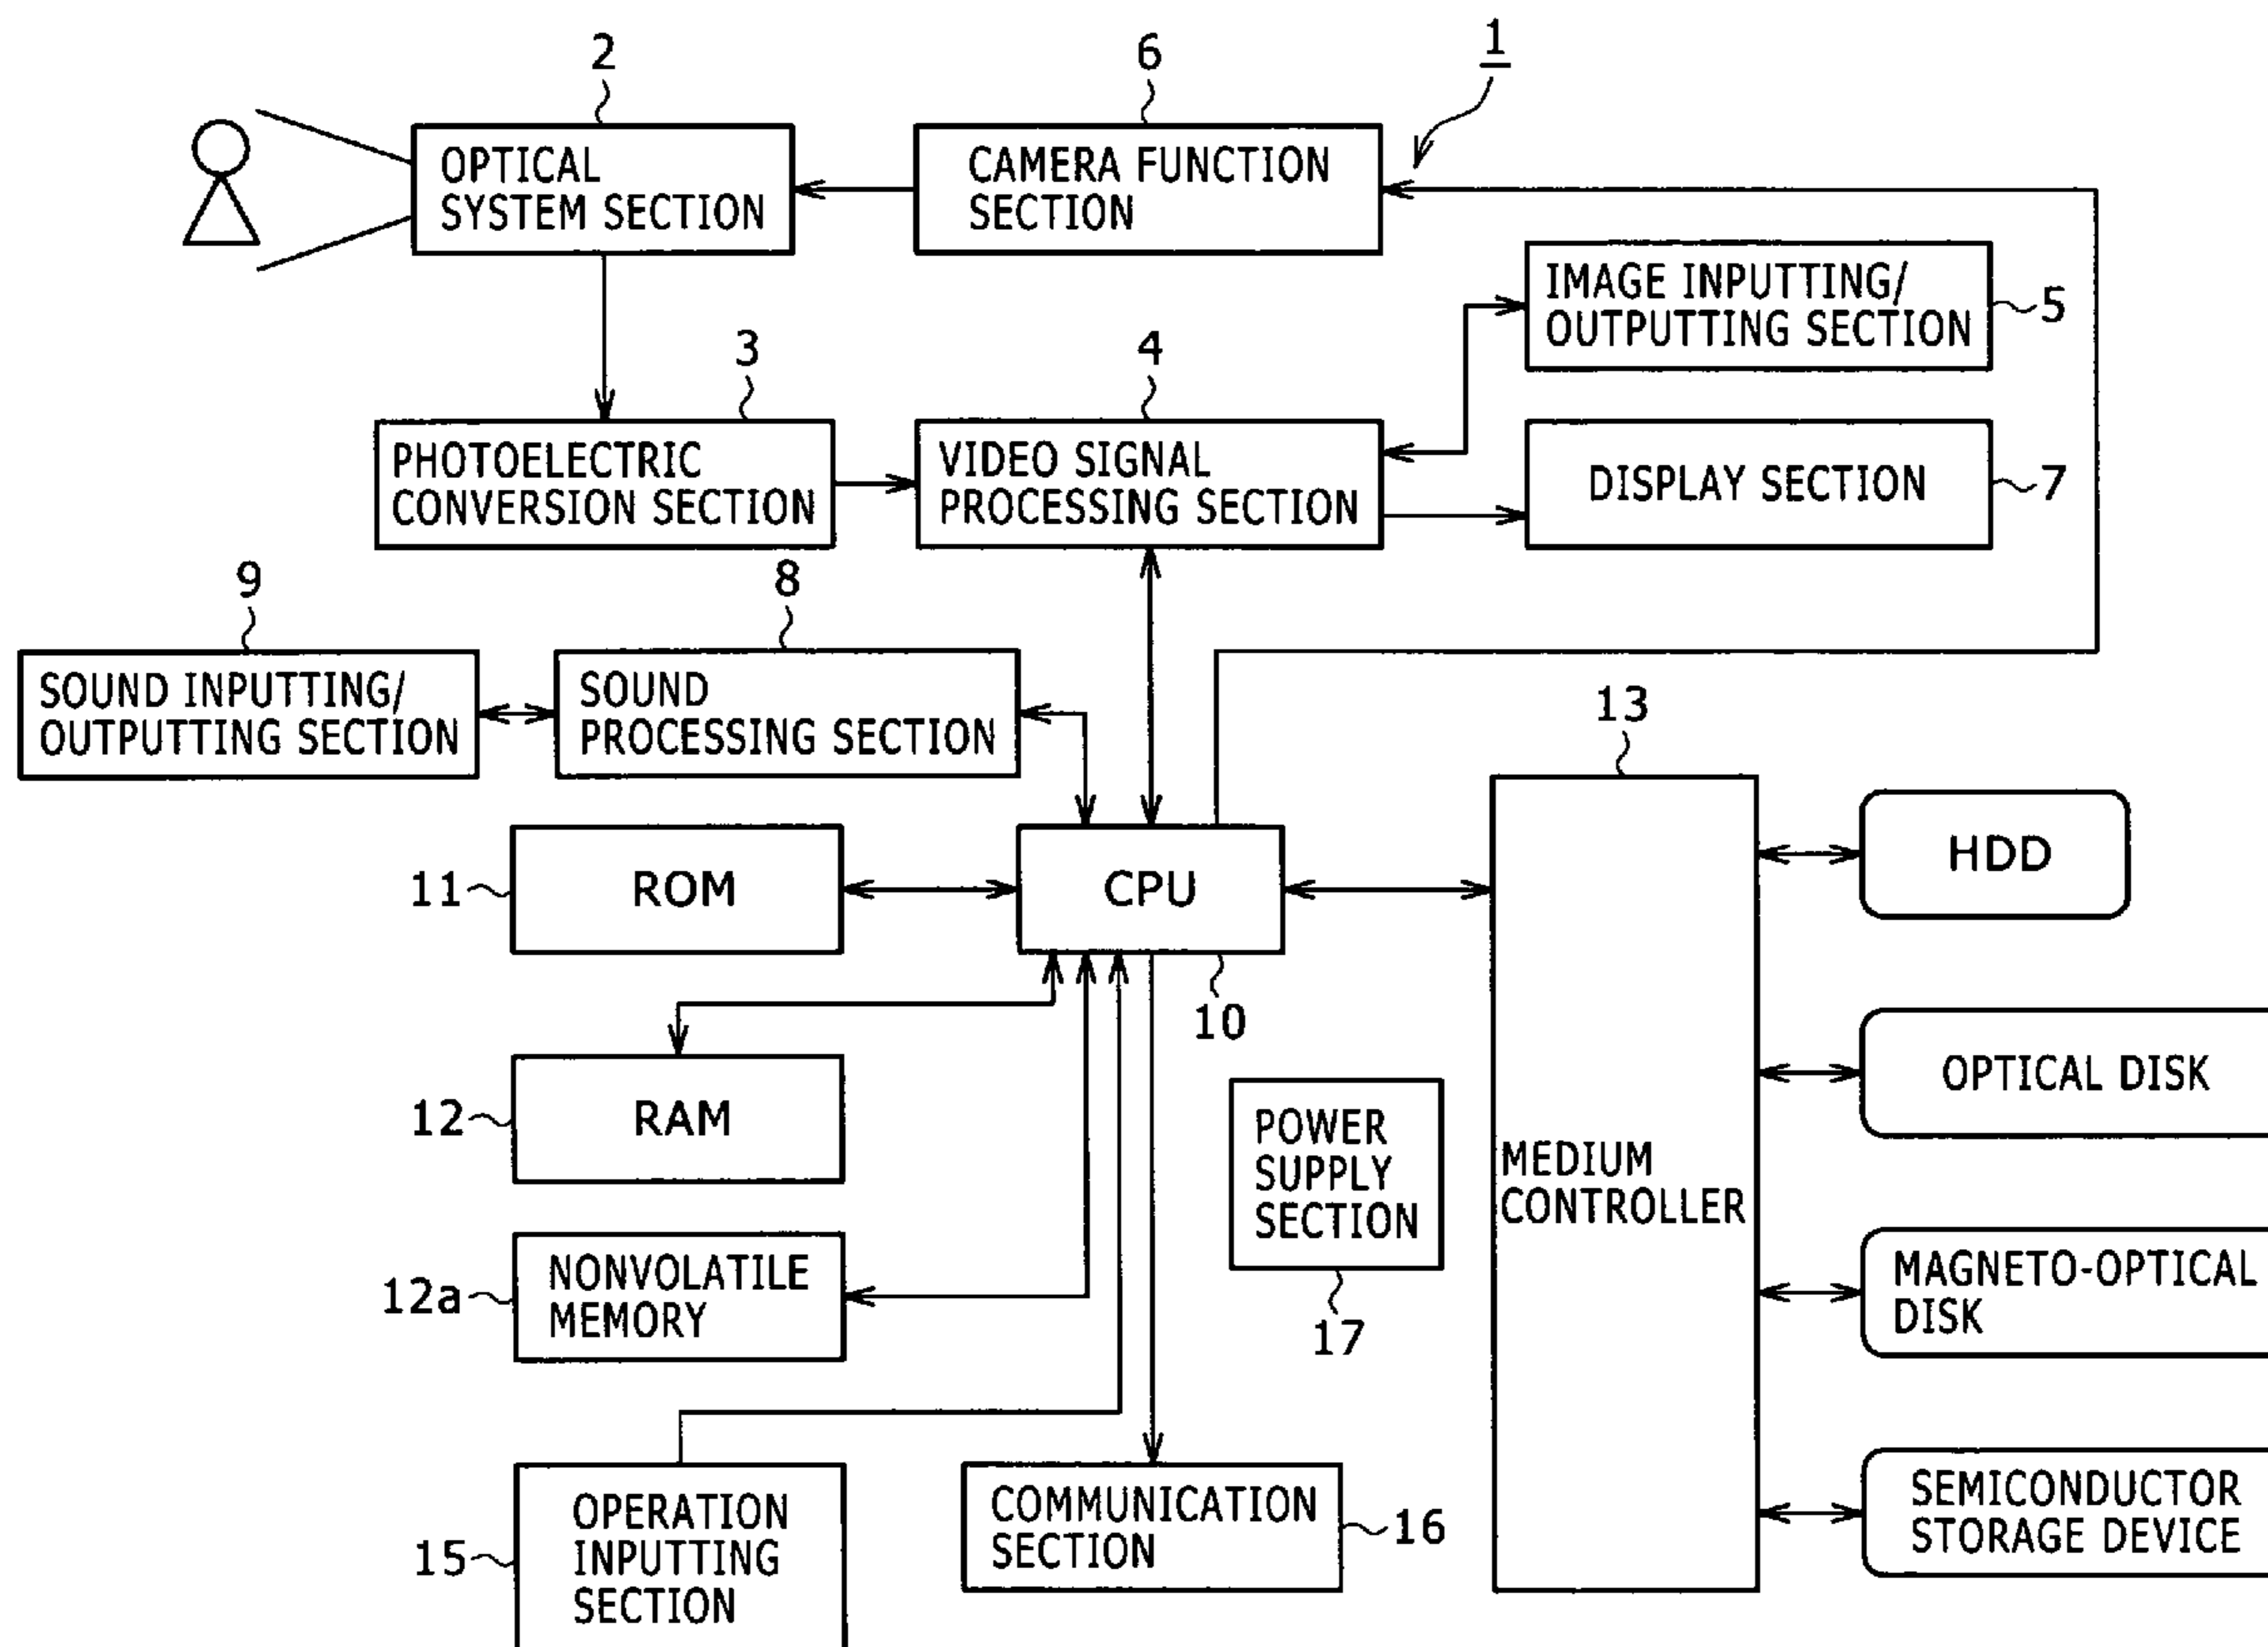 2
6
1
OPTICAL
SYSTEM SECTION
CAMERA FUNCTION
SECTION
IMAGE INPUTTING/
OUTPUTTING SECTION
5
3
4
PHOTOELECTRIC
CONVERSION SECTION
VIDEO SIGNAL
PROCESSING SECTION
DISPLAY SECTION
7
9
8
SOUND INPUTTING/
OUTPUTTING SECTION
SOUND
PROCESSING SECTION
13
11
ROM
CPU
HDD
10
12
RAM
POWER
SUPPLY
SECTION
17
MEDIUM
CONTROLLER
OPTICAL DISK
12a
NONVOLATILE
MEMORY
MAGNETO-OPTICAL
DISK
15
OPERATION
INPUTTING
SECTION
COMMUNICATION
SECTION
16
SEMICONDUCTOR
STORAGE DEVICE